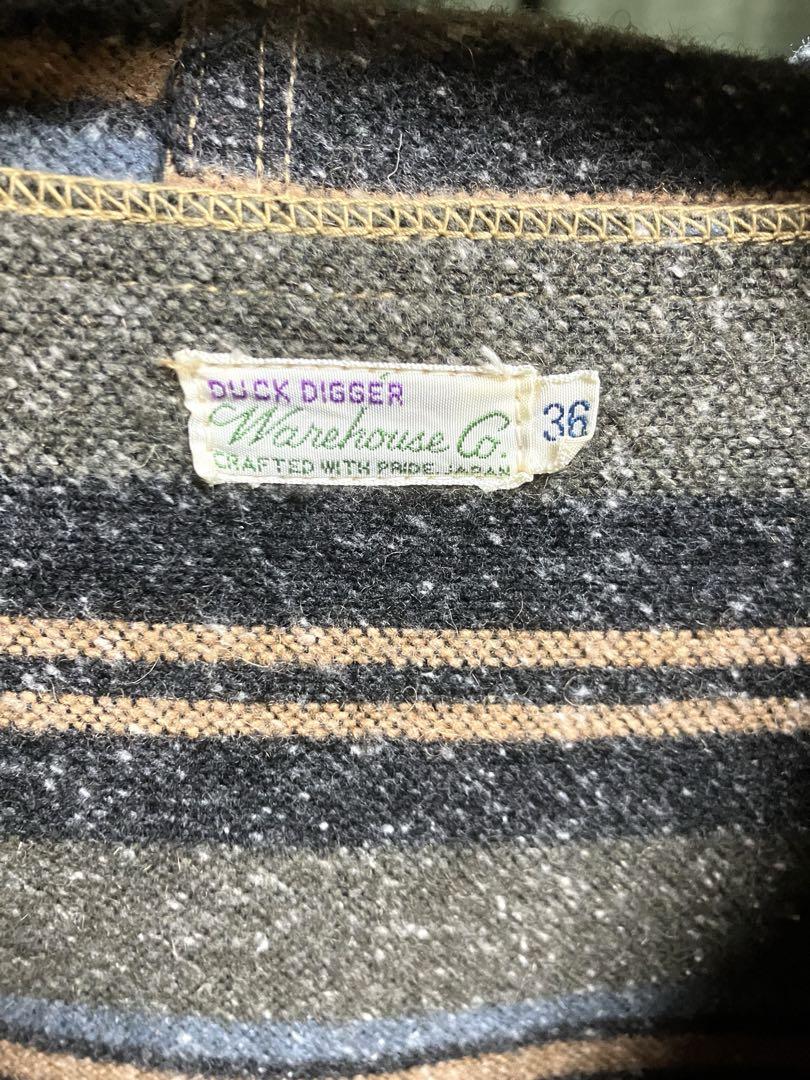 DUCK DIGGER
Warehouse Co.
CRAFTED WITH PRIDE JAPAN
36